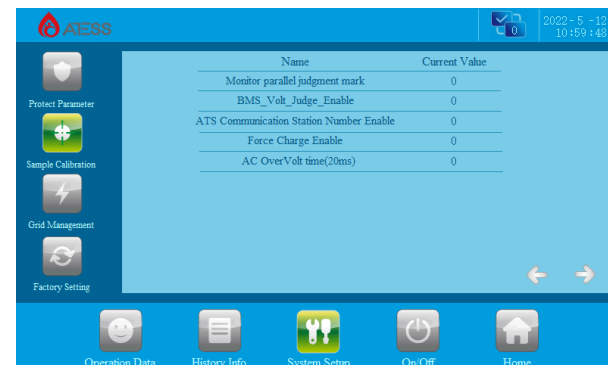 ATESS
0
2022-5 -12
10:59:48
Name Current Value
Monitor parallel judgment mark 0
BMS_Volt_Judge_Enable 0
ATS Communication Station Number Enable 0
Force Charge Enable 0
AC OverVolt time(20ms) 0
Protect Parameter
Sample Calibration
Grid Management
Factory Setting
Operation Data History Info System Setup On/Off Home